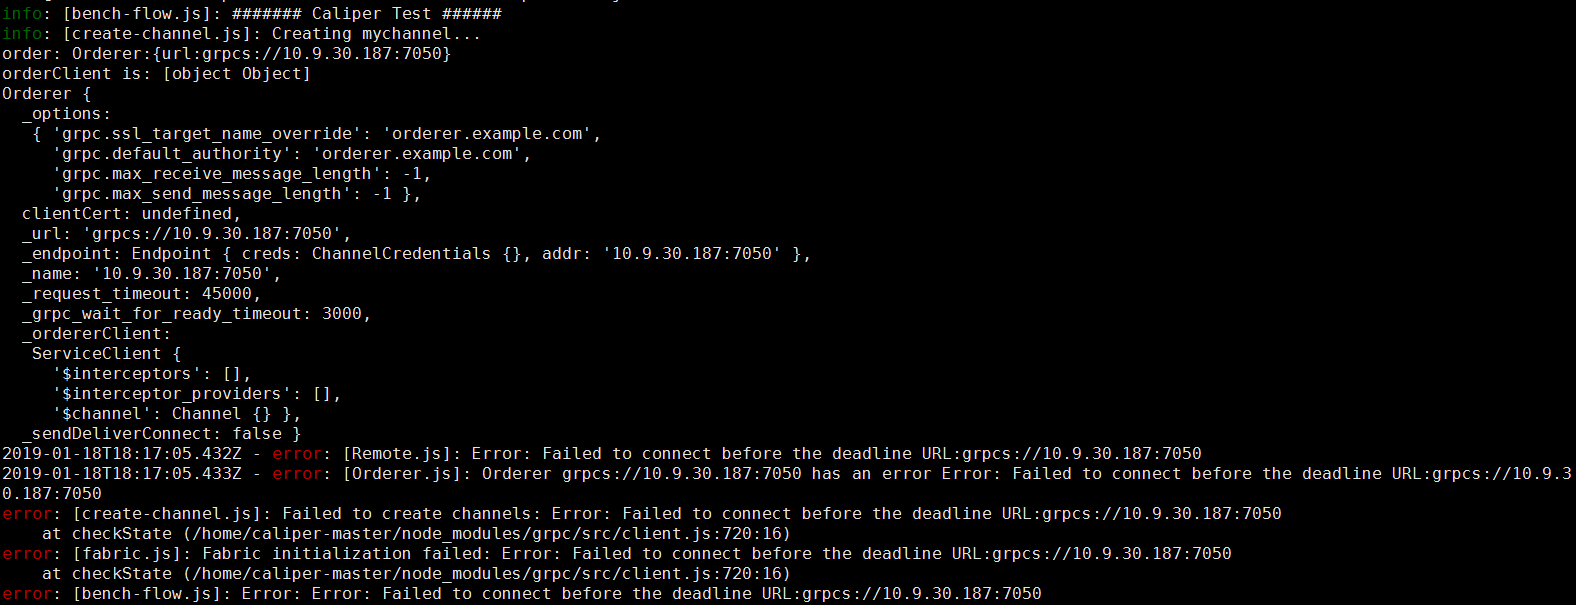 info: [bench-flow.js]: ####### Caliper Test ######
info: [create-channel.js]: Creating mychannel...
order: Orderer:{url:grpcs://10.9.30.187:7050}
orderClient is: [object Object]
Orderer {
  _options:
   { 'grpc.ssl_target_name_override': 'orderer.example.com',
     'grpc.default_authority': 'orderer.example.com',
     'grpc.max_receive_message_length': -1,
     'grpc.max_send_message_length': -1 },
  clientCert: undefined,
  _url: 'grpcs://10.9.30.187:7050',
  _endpoint: Endpoint { creds: ChannelCredentials {}, addr: '10.9.30.187:7050' },
  _name: '10.9.30.187:7050',
  _request_timeout: 45000,
  _grpc_wait_for_ready_timeout: 3000,
  _ordererClient:
   ServiceClient {
     '$interceptors': [],
     '$interceptor_providers': [],
     '$channel': Channel {} },
  _sendDeliverConnect: false }
2019-01-18T18:17:05.432Z - error: [Remote.js]: Error: Failed to connect before the deadline URL:grpcs://10.9.30.187:7050
2019-01-18T18:17:05.433Z - error: [Orderer.js]: Orderer grpcs://10.9.30.187:7050 has an error Error: Failed to connect before the deadline URL:grpcs://10.9.3
0.187:7050
error: [create-channel.js]: Failed to create channels: Error: Failed to connect before the deadline URL:grpcs://10.9.30.187:7050
    at checkState (/home/caliper-master/node_modules/grpc/src/client.js:720:16)
error: [fabric.js]: Fabric initialization failed: Error: Failed to connect before the deadline URL:grpcs://10.9.30.187:7050
    at checkState (/home/caliper-master/node_modules/grpc/src/client.js:720:16)
error: [bench-flow.js]: Error: Error: Failed to connect before the deadline URL:grpcs://10.9.30.187:7050